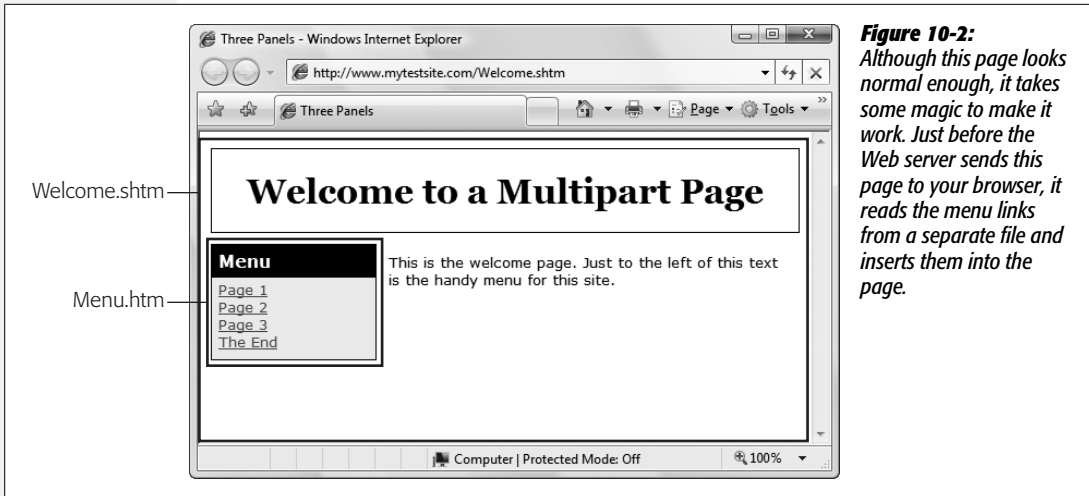 Three Panels - Windows Internet Explorer
http://www.mytestsite.com/Welcome.shtm
Three Panels
Page
Tools
Welcome.shtm
Welcome to a Multipart Page
Menu.htm
Menu
Page 1
Page 2
Page 3
The End
This is the welcome page. Just to the left of this text
is the handy menu for this site.
Computer | Protected Mode: Off
100%
Figure 10-2:
Although this page looks
normal enough, it takes
some magic to make it
work. Just before the
Web server sends this
page to your browser, it
reads the menu links
from a separate file and
inserts them into the
page.